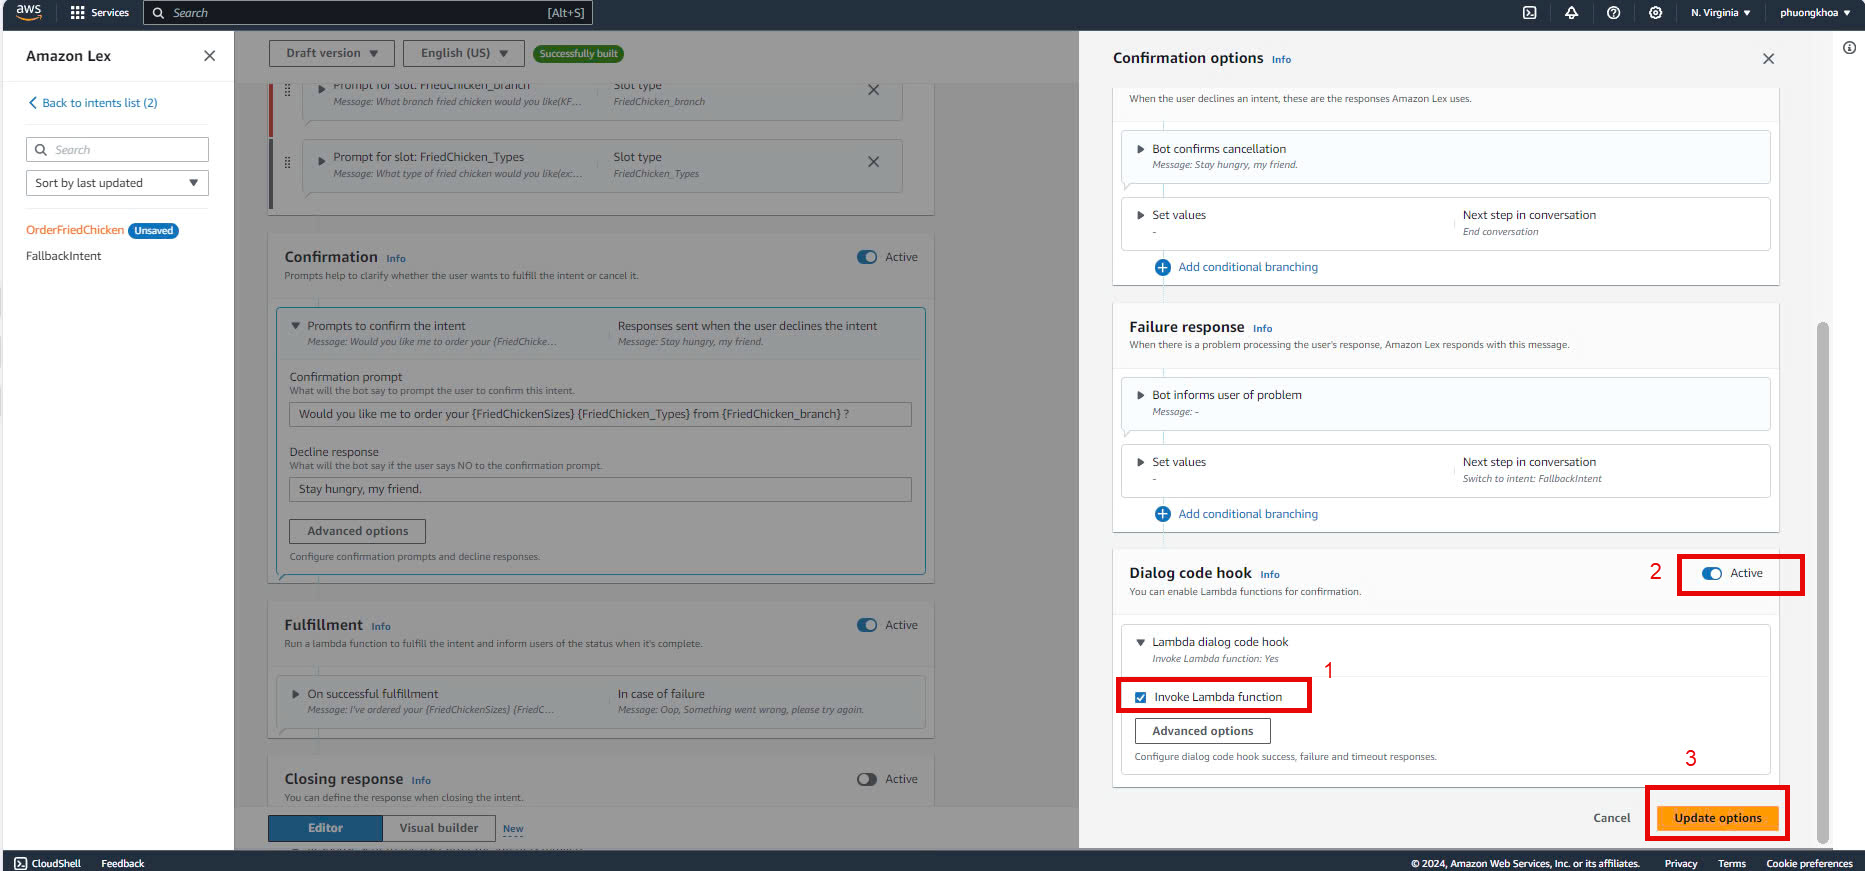 aws
Services
Search
[Alt+S]
N. Virginia
phuongkhoa
Amazon Lex
Back to intents list (2)
Search
Sort by last updated
OrderFriedChicken Unsaved
FallbackIntent
Draft version
English (US)
Successfully built
Prompt for slot: FriedChicken_branch
Message: What branch fried chicken would you like(KF...
Slot type
FriedChicken_branch
Prompt for slot: FriedChicken_Types
Message: What type of fried chicken would you like(ex:...
Slot type
FriedChicken_Types
Confirmation Info
Active
Prompts help to clarify whether the user wants to fulfill the intent or cancel it.
Prompts to confirm the intent
Message: Would you like me to order your {FriedChicke...
Responses sent when the user declines the intent
Message: Stay hungry, my friend.
Confirmation prompt
What will the bot say to prompt the user to confirm this intent.
Would you like me to order your {FriedChickenSizes} {FriedChicken_Types} from {FriedChicken_branch} ?
Decline response
What will the bot say if the user says NO to the confirmation prompt.
Stay hungry, my friend.
Advanced options
Configure confirmation prompts and decline responses.
Fulfillment Info
Active
Run a lambda function to fulfill the intent and inform users of the status when it's complete.
On successful fulfillment
Message: I've ordered your {FriedChickenSizes} {FriedC...
In case of failure
Message: Oop, Something went wrong, please try again.
Closing response Info
Active
You can define the response when closing the intent.
Editor
Visual builder
New
Confirmation options Info
When the user declines an intent, these are the responses Amazon Lex uses.
Bot confirms cancellation
Message: Stay hungry, my friend.
Set values
-
Next step in conversation
End conversation
Add conditional branching
Failure response Info
When there is a problem processing the user's response, Amazon Lex responds with this message.
Bot informs user of problem
Message: -
Set values
-
Next step in conversation
Switch to intent: FallbackIntent
Add conditional branching
Dialog code hook Info
2
Active
You can enable Lambda functions for confirmation.
Lambda dialog code hook
Invoke Lambda function: Yes
1
Invoke Lambda function
Advanced options
Configure dialog code hook success, failure and timeout responses.
3
Cancel
Update options
CloudShell
Feedback
© 2024, Amazon Web Services, Inc. or its affiliates.
Privacy
Terms
Cookie preferences